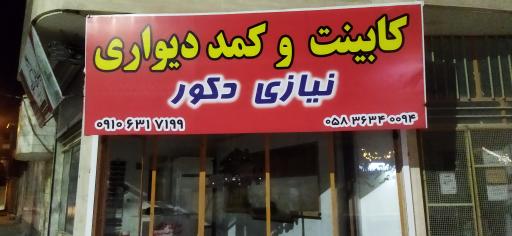 کابینت و کمد دیواری
نیازی دکور
۰۹۱۰ ۶۳۱ ۷۱۹۹
۰۵۸ ۳۶۳۴ ۰۰۹۴